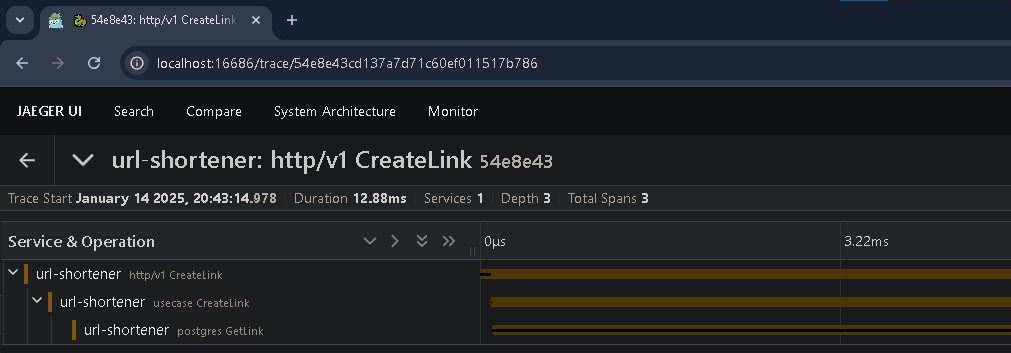 54e8e43: http/v1 CreateLink
localhost:16686/trace/54e8e43cd137a7d71c60ef011517b786
JAEGER UI Search Compare System Architecture Monitor
url-shortener: http/v1 CreateLink 54e8e43
Trace Start January 14 2025, 20:43:14.978 Duration 12.88ms Services 1 Depth 3 Total Spans 3
Service & Operation 0μs 3.22ms
url-shortener http/v1 CreateLink
url-shortener usecase CreateLink
url-shortener postgres GetLink